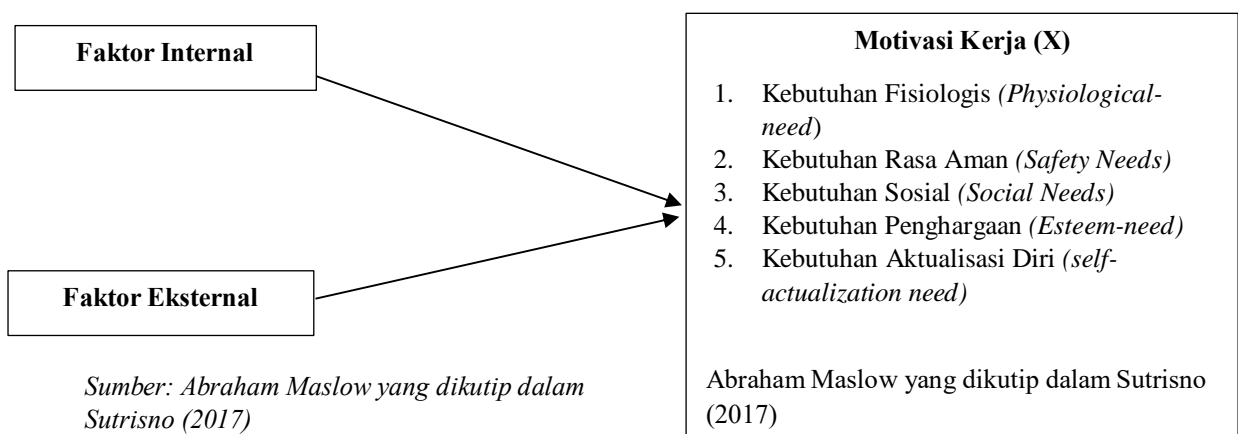 Faktor Internal
Faktor Eksternal
Sumber: Abraham Maslow yang dikutip dalam
Sutrisno (2017)
Motivasi Kerja (X)
1. Kebutuhan Fisiologis (Physiological-
need)
2. Kebutuhan Rasa Aman (Safety Needs)
3. Kebutuhan Sosial (Social Needs)
4. Kebutuhan Penghargaan (Esteem-need)
5. Kebutuhan Aktualisasi Diri (self-
actualization need)
Abraham Maslow yang dikutip dalam Sutrisno
(2017)